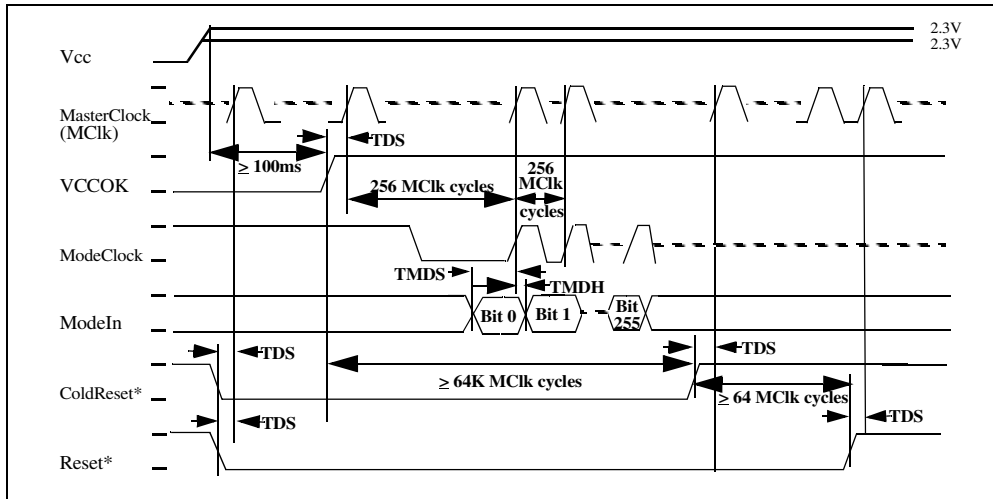 2.3V
2.3V
Vcc
MasterClock
(MClk)
TDS
≥ 100ms
VCCOK
256 MClk cycles
256
MClk
cycles
ModeClock
TMDS
TMDH
ModeIn
Bit 0
Bit 1
Bit
255
TDS
TDS
ColdReset*
≥ 64K MClk cycles
≥ 64 MClk cycles
TDS
TDS
Reset*